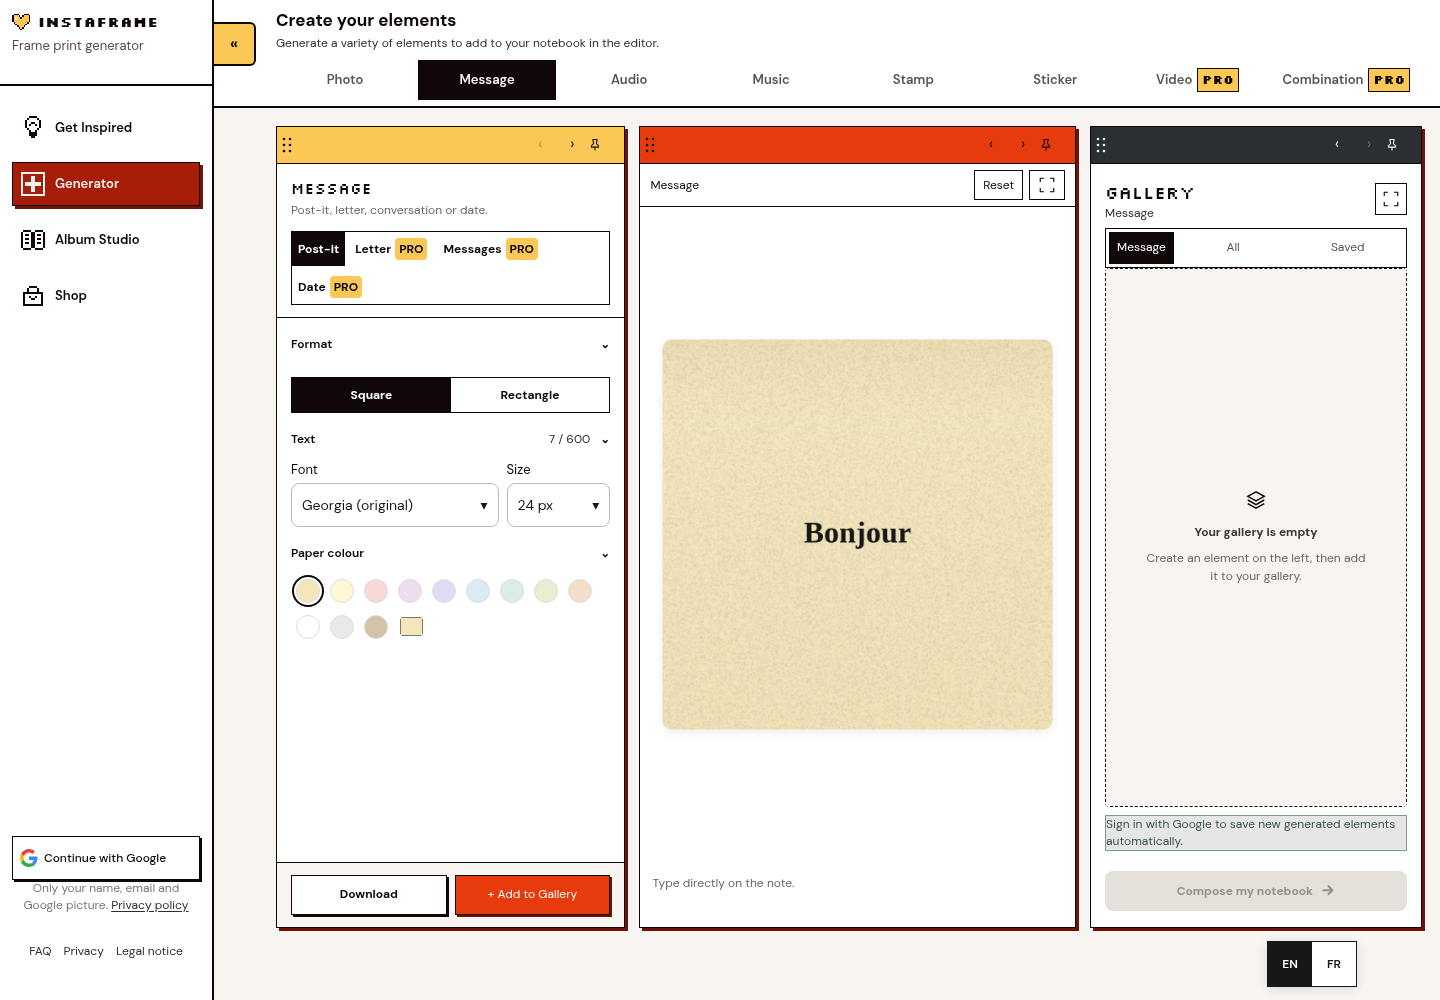 INSTAFRAME
Frame print generator
Get Inspired
Generator
Album Studio
Shop
Continue with Google
Only your name, email and
Google picture. Privacy policy
FAQ Privacy Legal notice
«
Create your elements
Generate a variety of elements to add to your notebook in the editor.
Photo Message Audio Music Stamp Sticker Video PRO Combination PRO
MESSAGE
Post-it, letter, conversation or date.
Post-it Letter PRO Messages PRO
Date PRO
Format
Square Rectangle
Text 7 / 600
Font Size
Georgia (original) 24 px
Paper colour
Download + Add to Gallery
Message Reset
Bonjour
Type directly on the note.
GALLERY
Message
Message All Saved
Your gallery is empty
Create an element on the left, then add
it to your gallery.
Sign in with Google to save new generated elements
automatically.
Compose my notebook →
EN FR